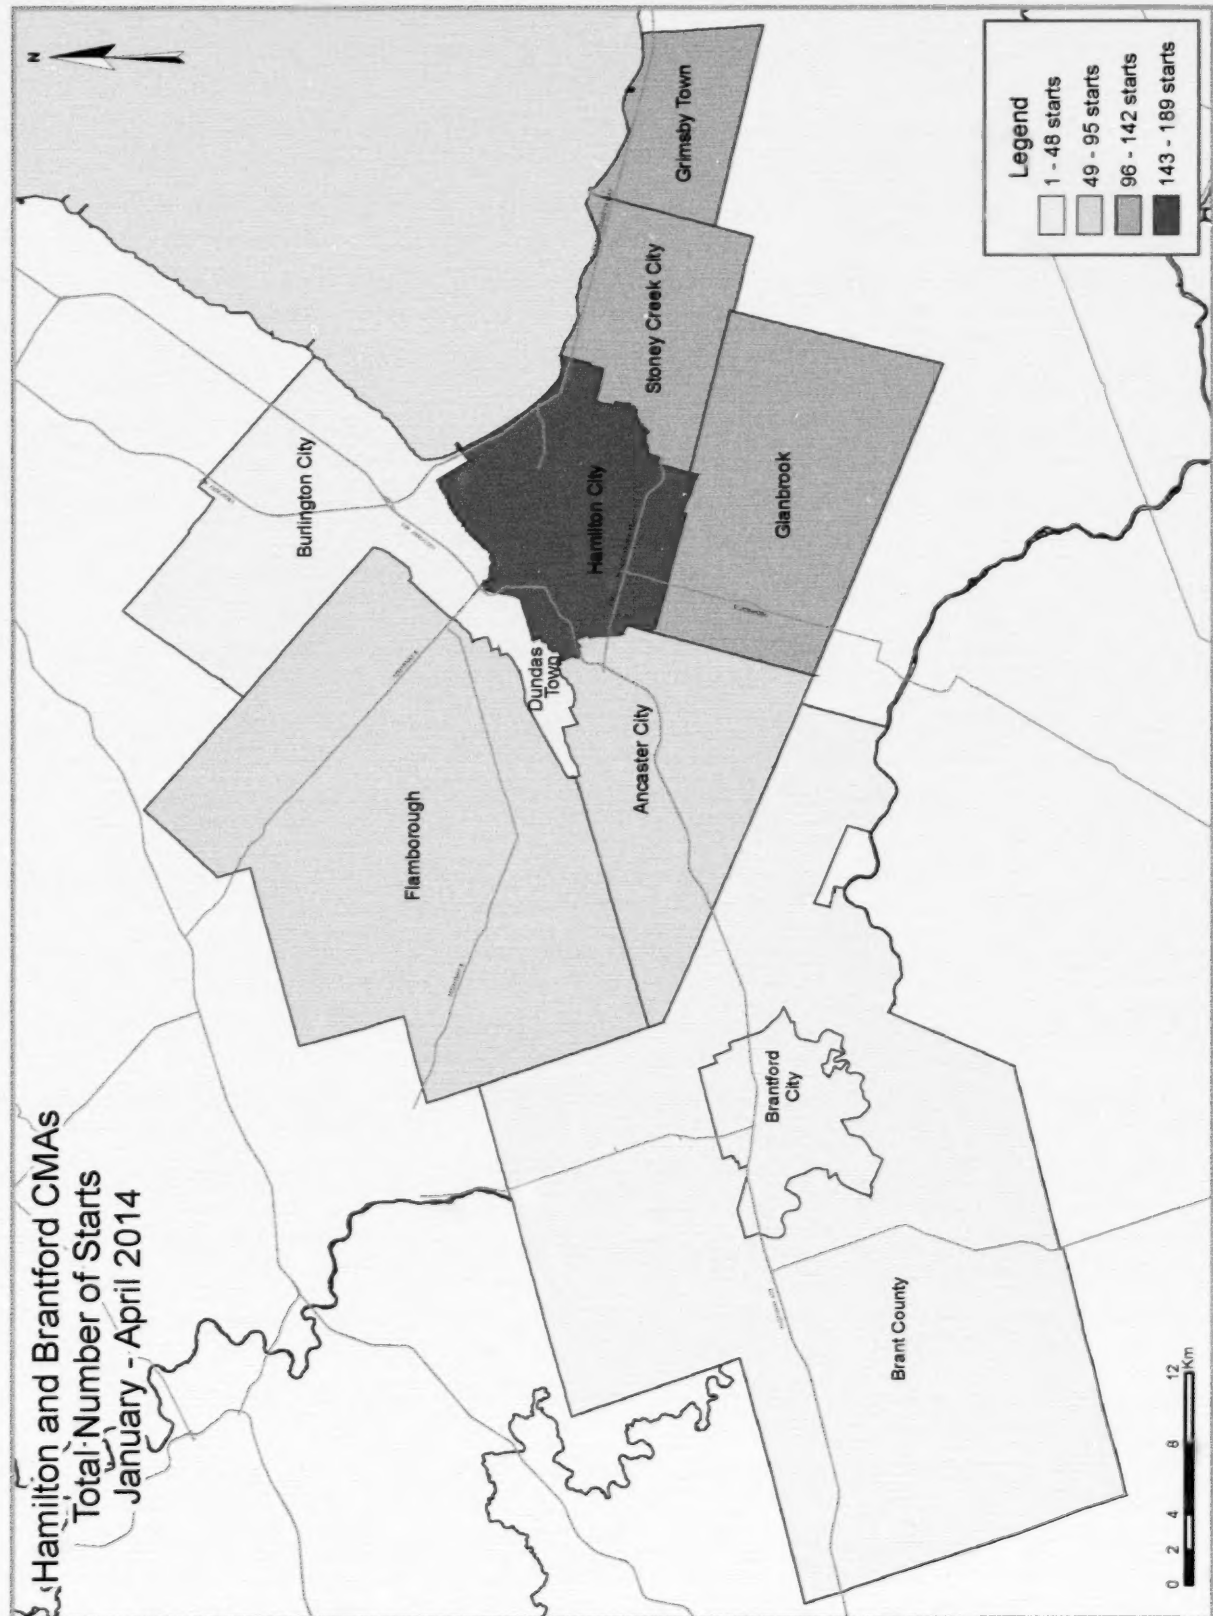 Hamilton and Brantford CMAs
Total Number of Starts
January - April 2014
N
Burlington City
Flamborough
Dundas
Town
Hamilton City
Stoney Creek City
Grimsby Town
Ancaster City
Glanbrook
Brantford
City
Brant County
Legend
1 - 48 starts
49 - 95 starts
96 - 142 starts
143 - 189 starts
0 2 4 8 12
Km